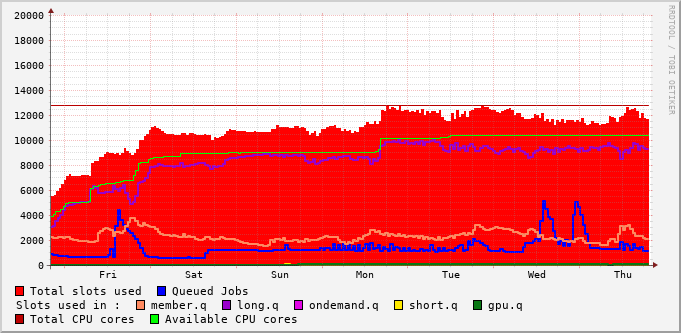 RRDTOOL / TOBI OETIKER
20000
18000
16000
14000
12000
10000
8000
6000
4000
2000
0
Fri Sat Sun Mon Tue Wed Thu
Total slots used Queued Jobs
Slots used in : member.q long.q ondemand.q short.q gpu.q
Total CPU cores Available CPU cores